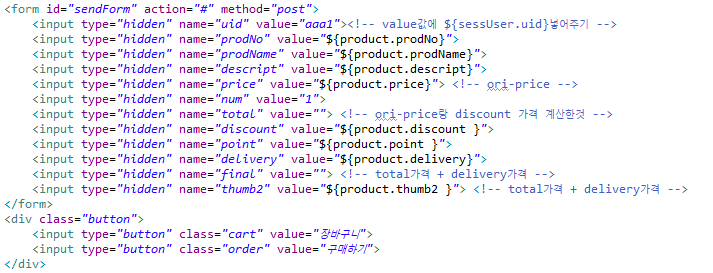 <form id="sendForm" action="#" method="post">
<input type="hidden" name="uid" value="aaa1"><!-- value값에 ${sessUser.uid}넣어주기 -->
<input type="hidden" name="prodNo" value="${product.prodNo}">
<input type="hidden" name="prodName" value="${product.prodName}">
<input type="hidden" name="descript" value="${product.descript}">
<input type="hidden" name="price" value="${product.price}"> <!-- ori-price -->
<input type="hidden" name="num" value="1">
<input type="hidden" name="total" value=""> <!-- ori-price랑 discount 가격 계산한것 -->
<input type="hidden" name="discount" value="${product.discount }">
<input type="hidden" name="point" value="${product.point }">
<input type="hidden" name="delivery" value="${product.delivery}">
<input type="hidden" name="final" value=""> <!-- total가격 + delivery가격 -->
<input type="hidden" name="thumb2" value="${product.thumb2 }"> <!-- total가격 + delivery가격 -->
</form>
<div class="button">
<input type="button" class="cart" value="장바구니">
<input type="button" class="order" value="구매하기">
</div>